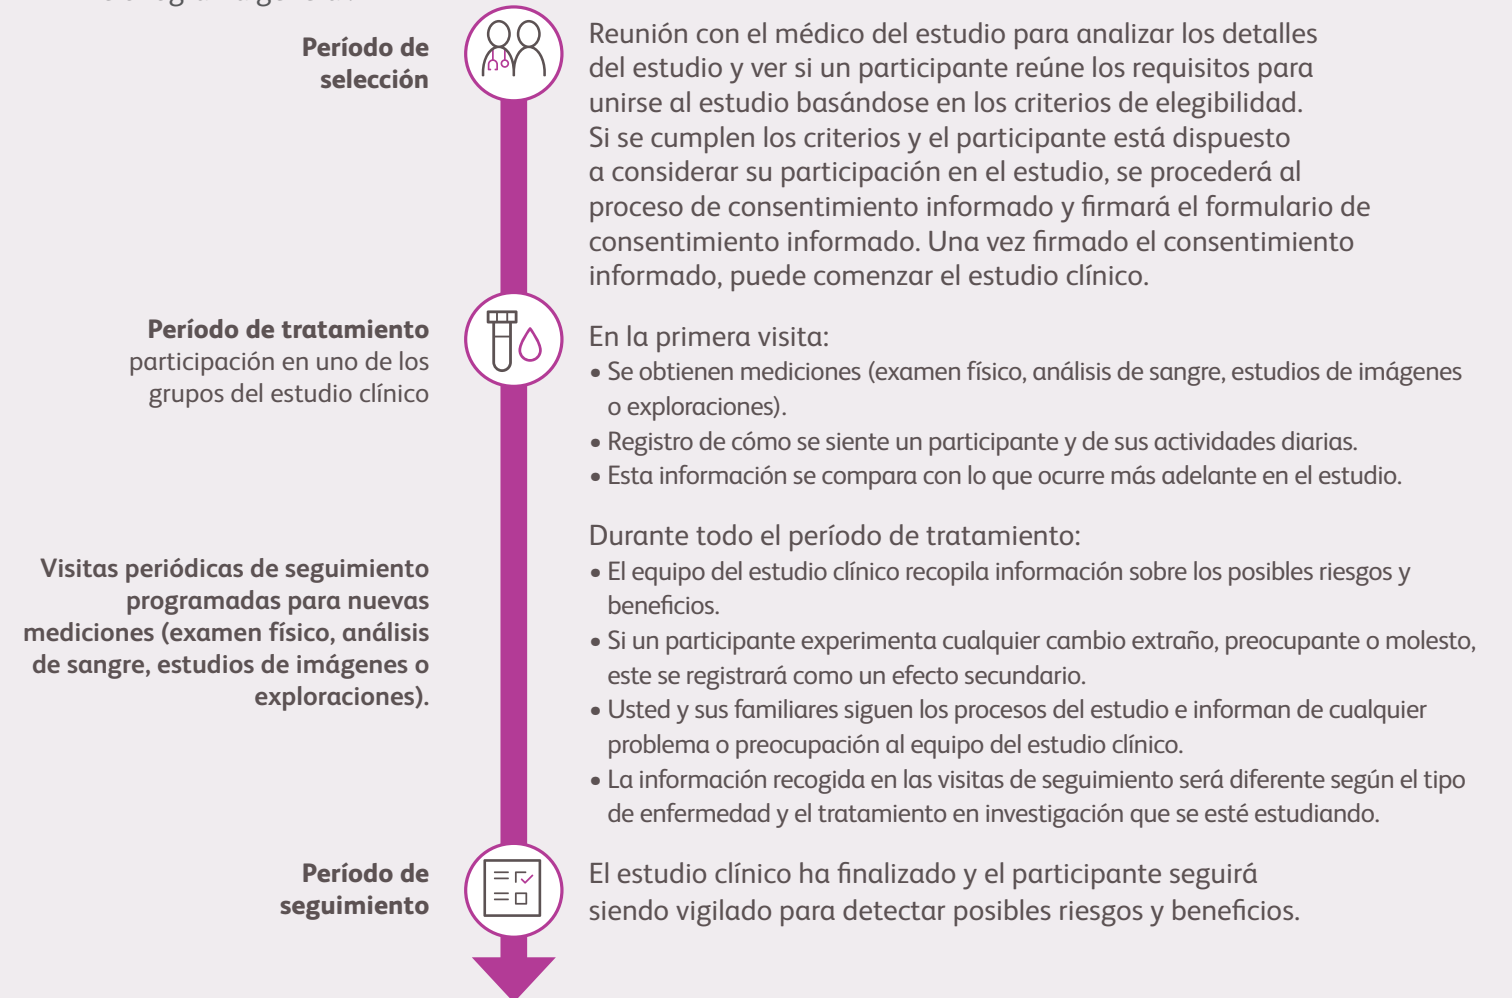 Período de
selección
Reunión con el médico del estudio para analizar los detalles
del estudio y ver si un participante reúne los requisitos para
unirse al estudio basándose en los criterios de elegibilidad.
Si se cumplen los criterios y el participante está dispuesto
a considerar su participación en el estudio, se procederá al
proceso de consentimiento informado y firmará el formulario de
consentimiento informado. Una vez firmado el consentimiento
informado, puede comenzar el estudio clínico.
Período de tratamiento
participación en uno de los
grupos del estudio clínico
En la primera visita:
• Se obtienen mediciones (examen físico, análisis de sangre, estudios de imágenes
o exploraciones).
• Registro de cómo se siente un participante y de sus actividades diarias.
• Esta información se compara con lo que ocurre más adelante en el estudio.
Visitas periódicas de seguimiento
programadas para nuevas
mediciones (examen físico, análisis
de sangre, estudios de imágenes o
exploraciones).
Durante todo el período de tratamiento:
• El equipo del estudio clínico recopila información sobre los posibles riesgos y
beneficios.
• Si un participante experimenta cualquier cambio extraño, preocupante o molesto,
este se registrará como un efecto secundario.
• Usted y sus familiares siguen los procesos del estudio e informan de cualquier
problema o preocupación al equipo del estudio clínico.
• La información recogida en las visitas de seguimiento será diferente según el tipo
de enfermedad y el tratamiento en investigación que se esté estudiando.
Período de
seguimiento
El estudio clínico ha finalizado y el participante seguirá
siendo vigilado para detectar posibles riesgos y beneficios.